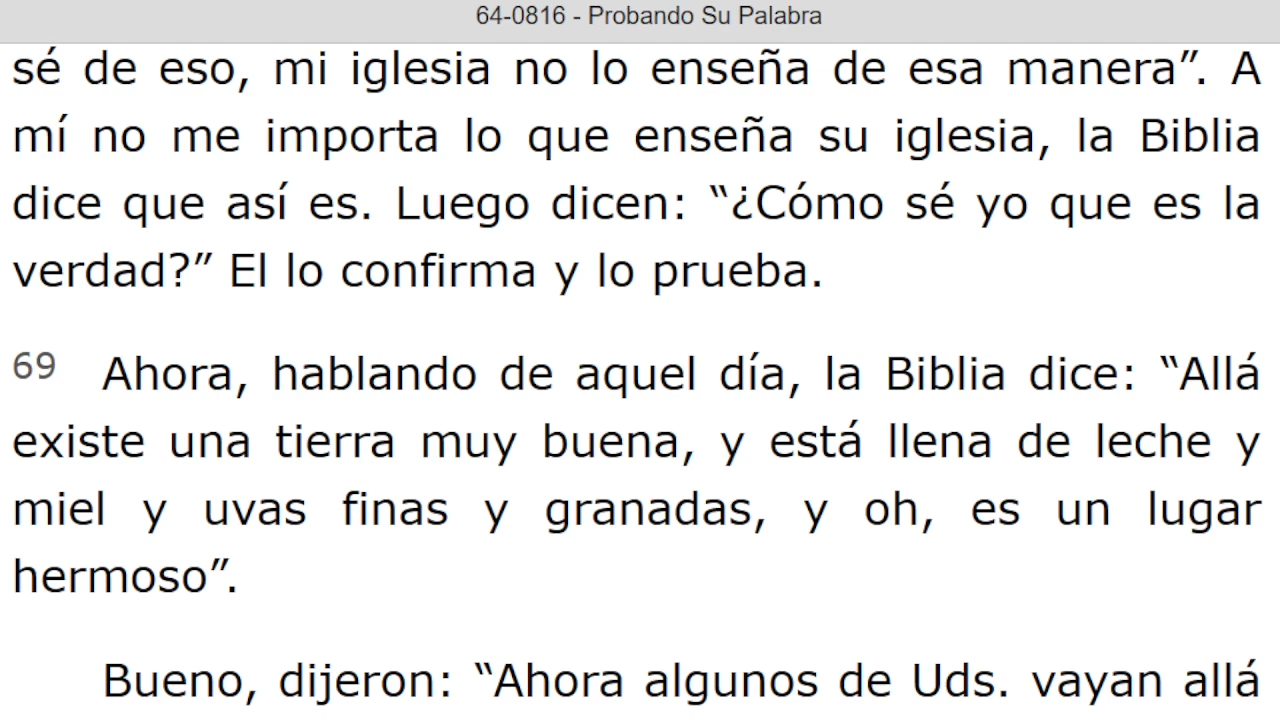 64-0816 - Probando Su Palabra
sé de eso, mi iglesia no lo enseña de esa manera”. A
mí no me importa lo que enseña su iglesia, la Biblia
dice que así es. Luego dicen: “¿Cómo sé yo que es la
verdad?” El lo confirma y lo prueba.
69 Ahora, hablando de aquel día, la Biblia dice: “Allá
existe una tierra muy buena, y está llena de leche y
miel y uvas finas y granadas, y oh, es un lugar
hermoso”.
Bueno, dijeron: “Ahora algunos de Uds. vayan allá